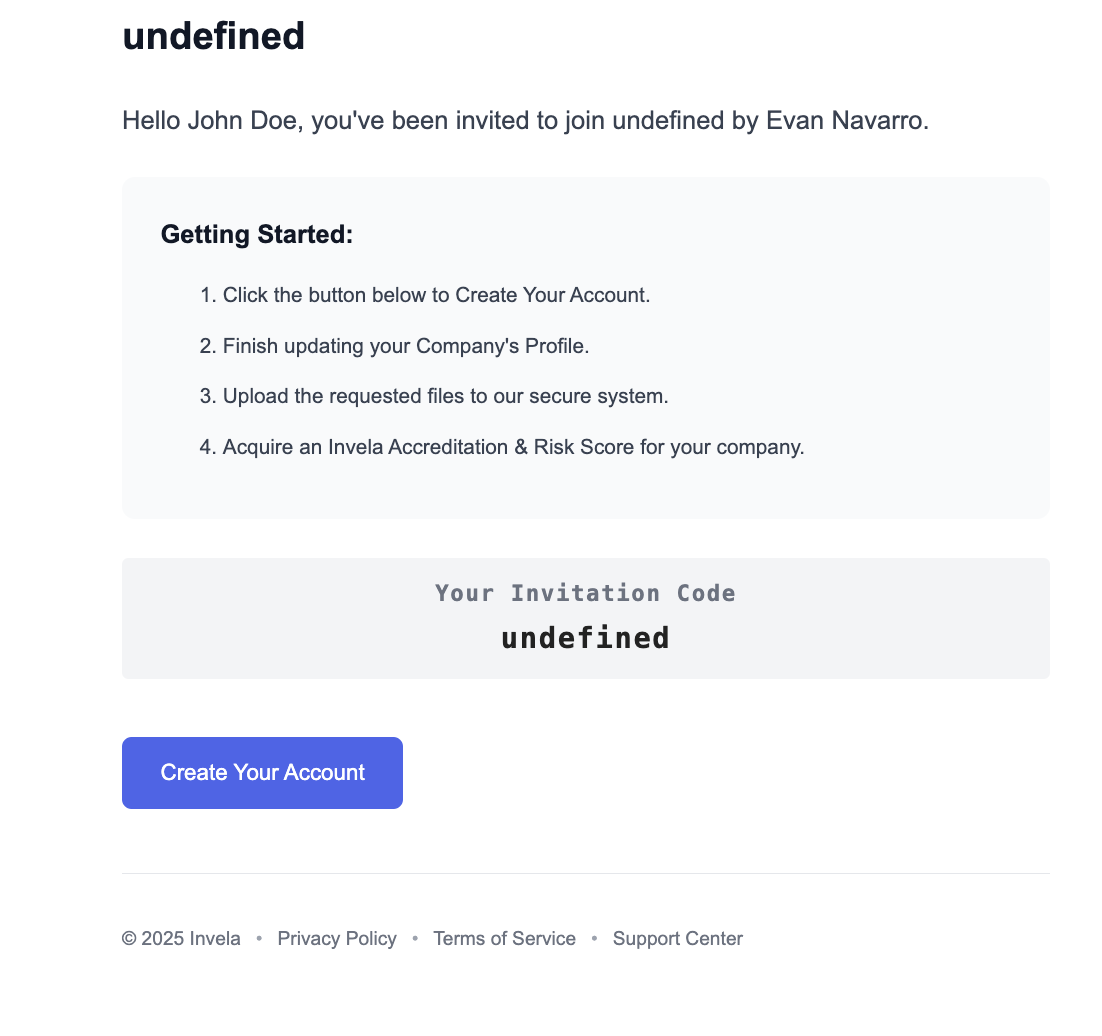 undefined
Hello John Doe, you've been invited to join undefined by Evan Navarro.
Getting Started:
1. Click the button below to Create Your Account.
2. Finish updating your Company's Profile.
3. Upload the requested files to our secure system.
4. Acquire an Invela Accreditation & Risk Score for your company.
Your Invitation Code
undefined
Create Your Account
© 2025 Invela • Privacy Policy • Terms of Service • Support Center